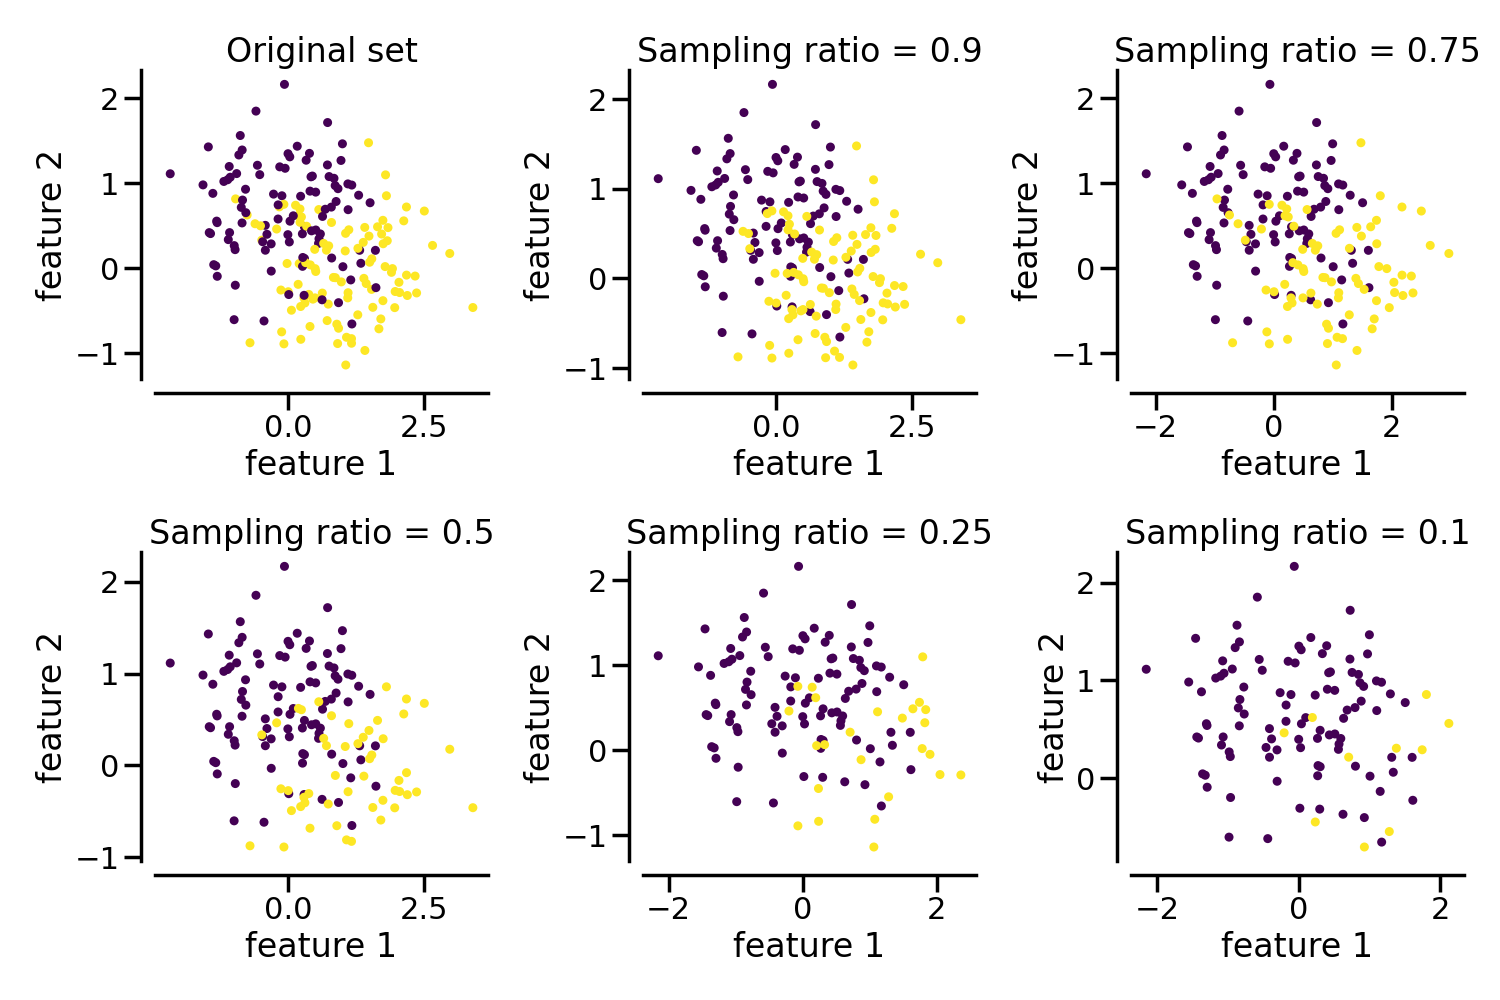 Original set
2
1
0
−1
feature 2
0.0 2.5
feature 1
Sampling ratio = 0.9
2
1
0
−1
feature 2
0.0 2.5
feature 1
Sampling ratio = 0.75
2
1
0
−1
feature 2
−2 0 2
feature 1
Sampling ratio = 0.5
2
1
0
−1
feature 2
0.0 2.5
feature 1
Sampling ratio = 0.25
2
1
0
−1
feature 2
−2 0 2
feature 1
Sampling ratio = 0.1
2
1
0
feature 2
−2 0 2
feature 1